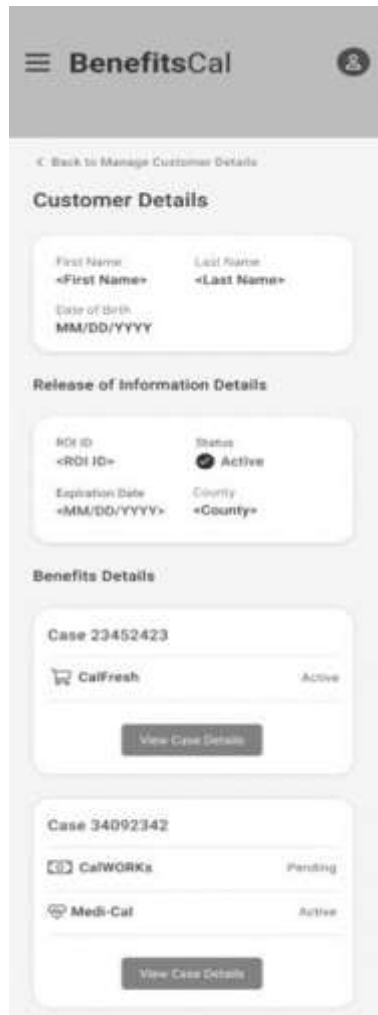 BenefitsCal
< Back to Manage Customer Details
Customer Details
First Name Last Name
<First Name> <Last Name>
Date of Birth
MM/DD/YYYY
Release of Information Details
ROI ID Status
<ROI ID> Active
Expiration Date County
<MM/DD/YYYY> <County>
Benefits Details
Case 23452423
CalFresh Active
View Case Details
Case 34092342
CalWORKs Pending
Medi-Cal Active
View Case Details